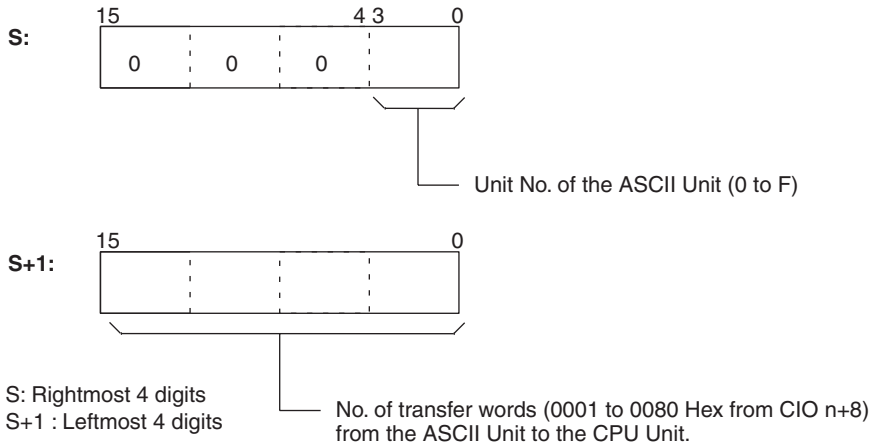 15 4 3 0
S:
0 0 0
Unit No. of the ASCII Unit (0 to F)
15 0
S+1:
S: Rightmost 4 digits
S+1 : Leftmost 4 digits
No. of transfer words (0001 to 0080 Hex from CIO n+8)
from the ASCII Unit to the CPU Unit.